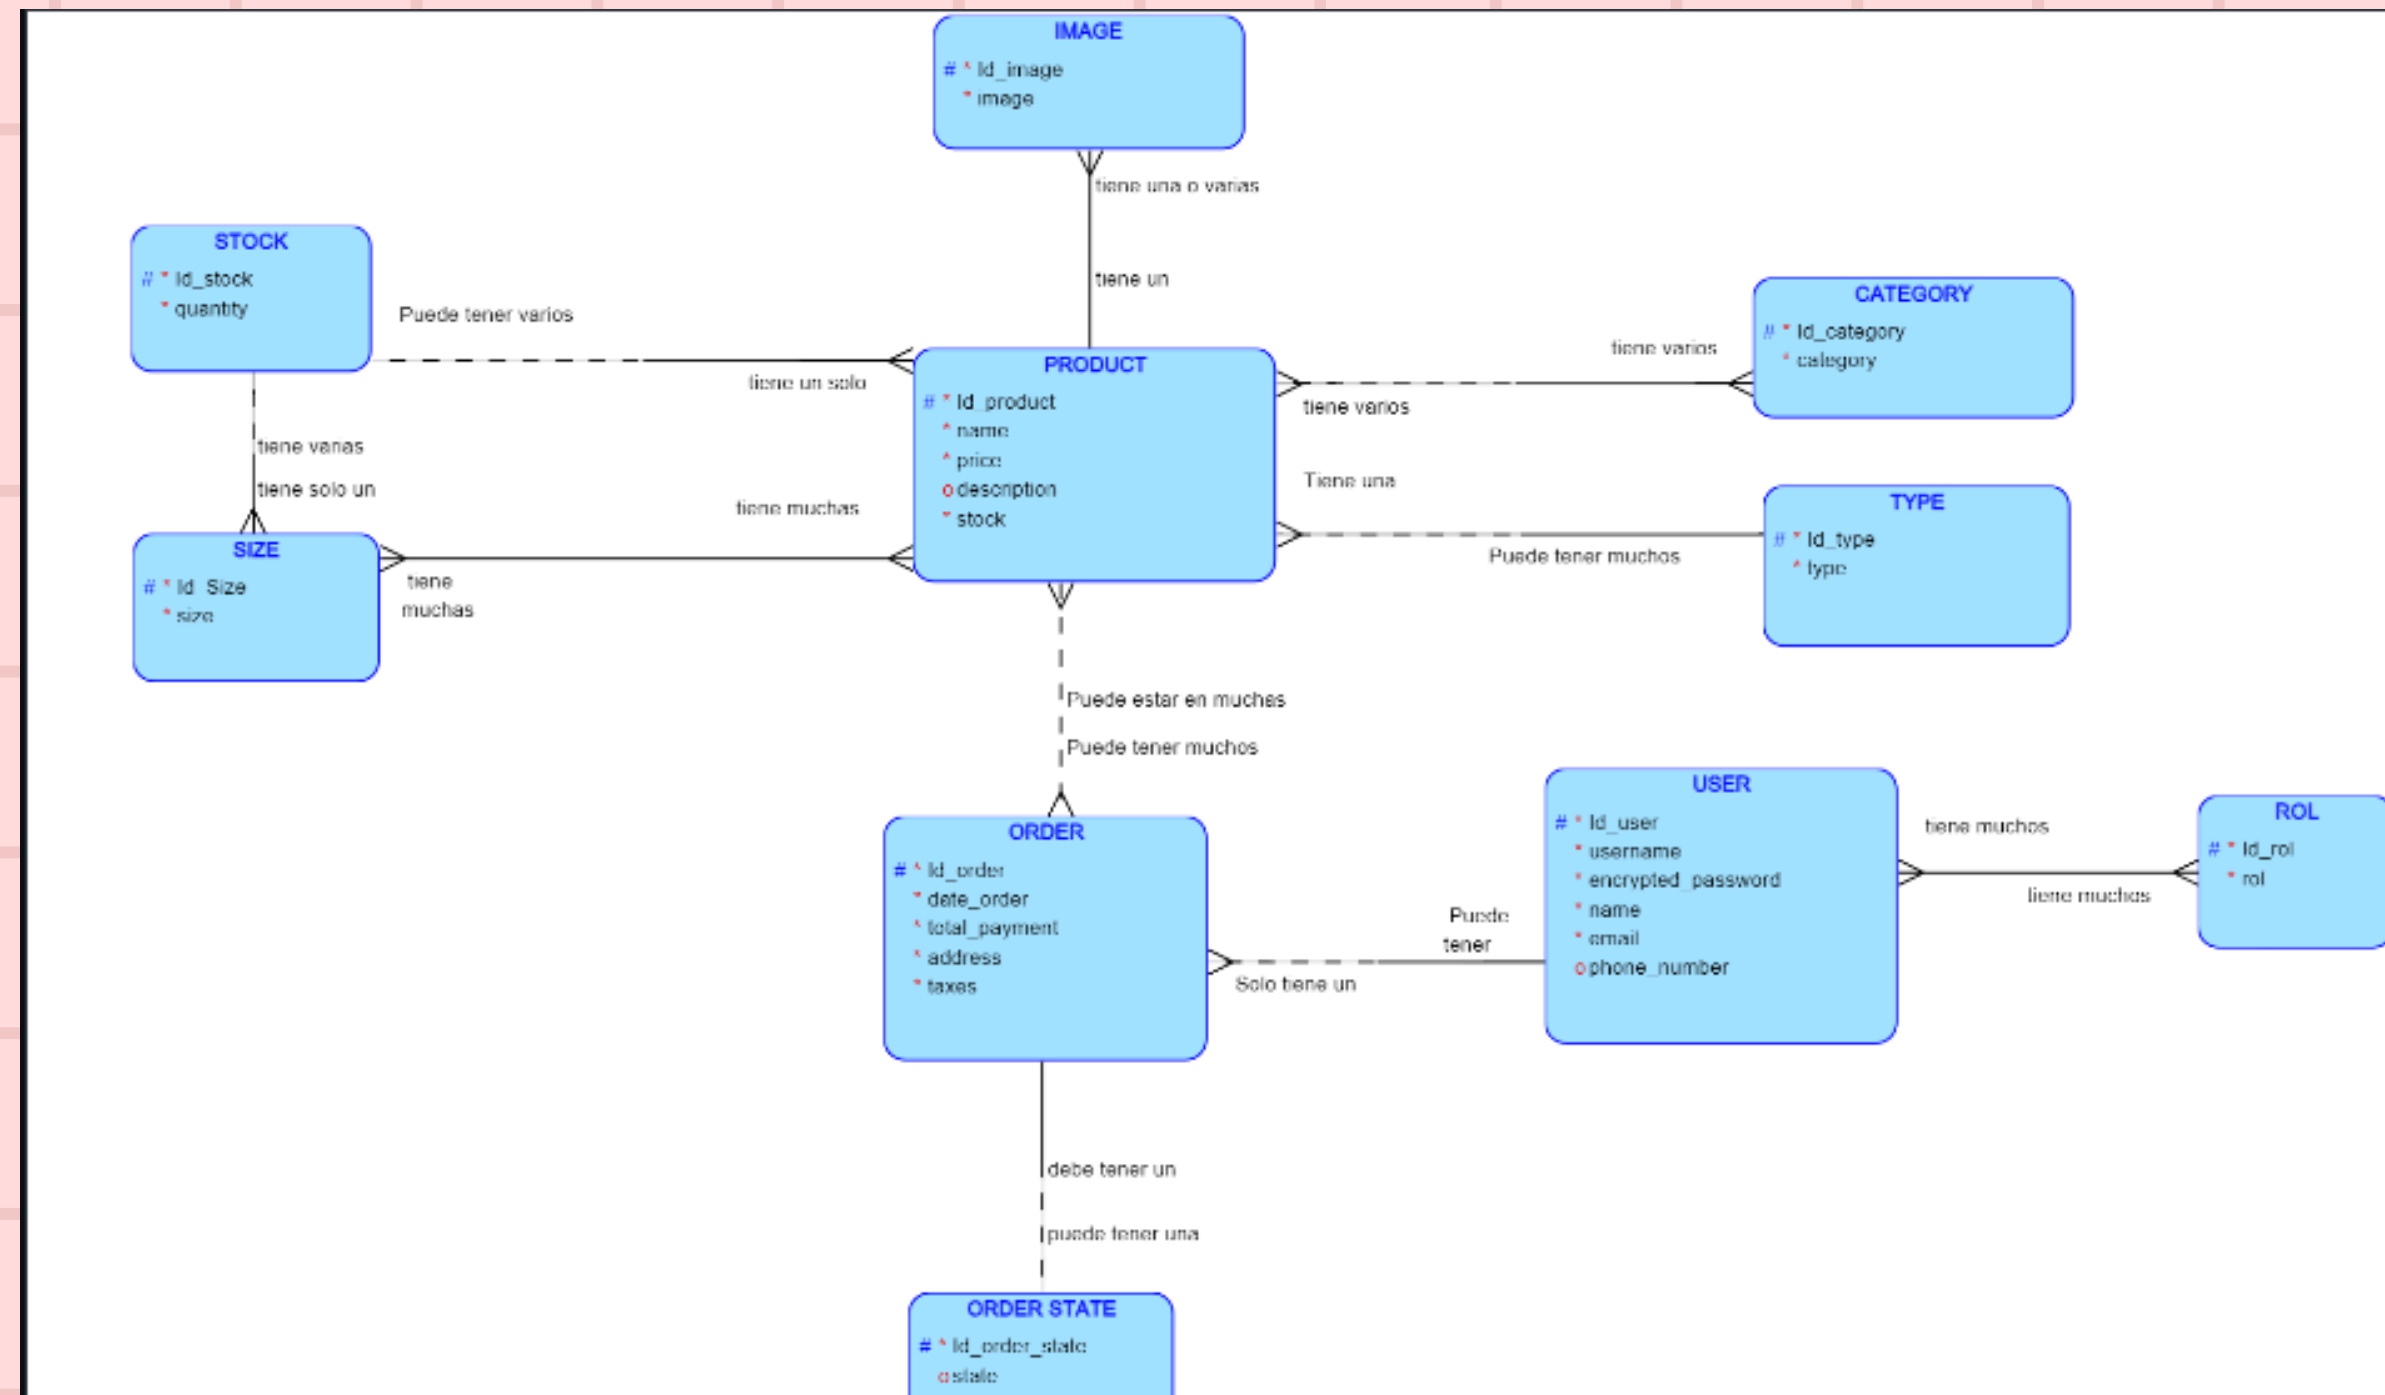 IMAGE
# * Id_image
* image
tiene una o varias
tiene un
STOCK
# * Id_stock
* quantity
Puede tener varios
tiene un solo
tiene varias
tiene solo un
SIZE
# * Id_Size
* size
tiene muchas
tiene
muchas
PRODUCT
# * Id_product
* name
* price
o description
* stock
tiene varios
tiene varios
CATEGORY
# * Id_category
* category
Tiene una
Puede tener muchos
TYPE
# * Id_type
* type
Puede estar en muchas
Puede tener muchos
ORDER
# * Id_order
* date_order
* total_payment
* address
* taxes
Puede
tener
Solo tiene un
USER
# * Id_user
* username
* encrypted_password
* name
* email
o phone_number
tiene muchos
tiene muchos
ROL
# * Id_rol
* rol
debe tener un
puede tener una
ORDER STATE
# * Id_order_state
o state